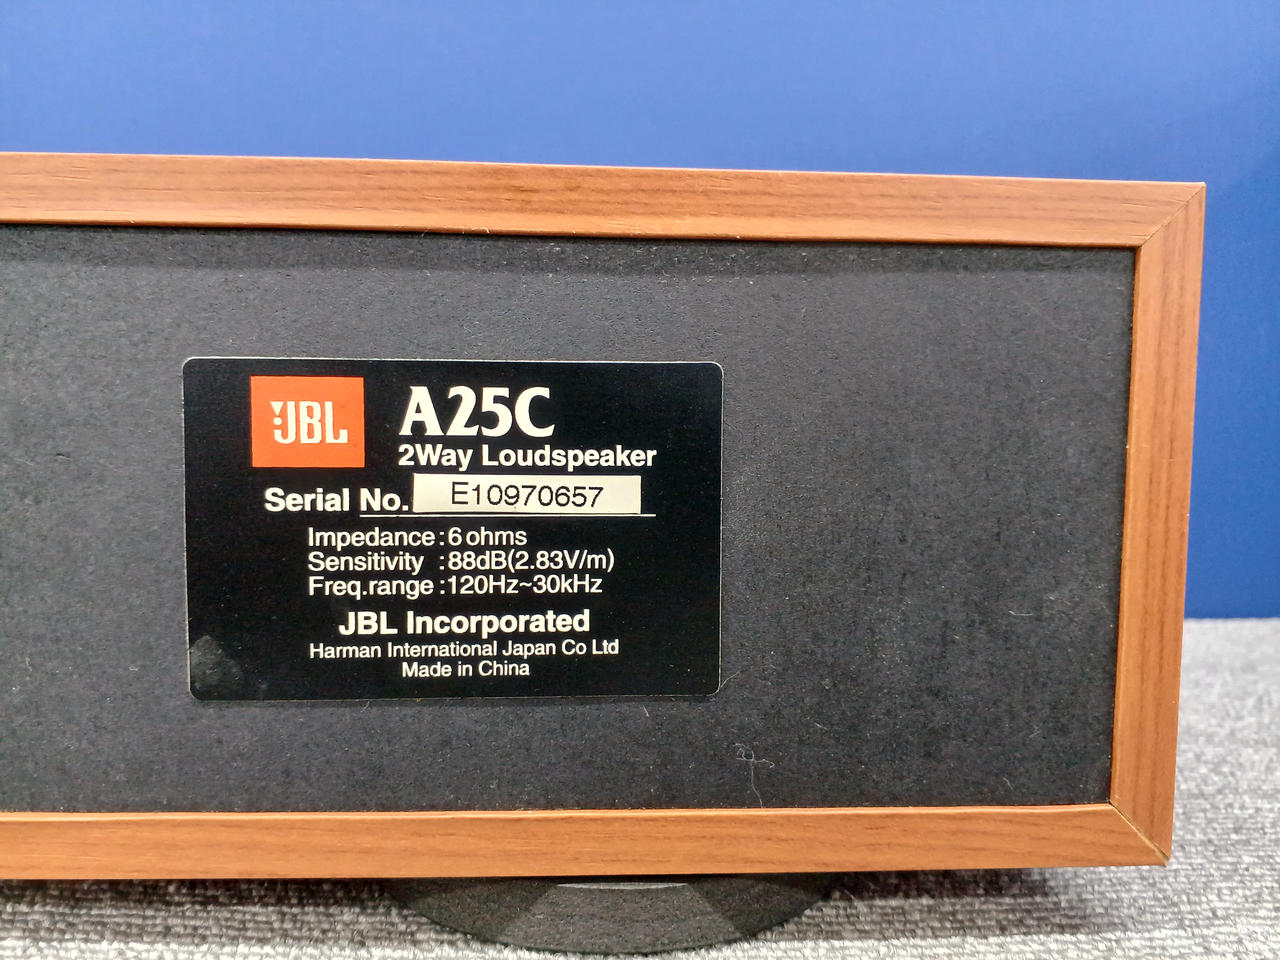 JBL
A25C
2Way Loudspeaker
Serial No. E10970657
Impedance : 6 ohms
Sensitivity : 88dB(2.83V/m)
Freq.range : 120Hz~30kHz
JBL Incorporated
Harman International Japan Co Ltd
Made in China